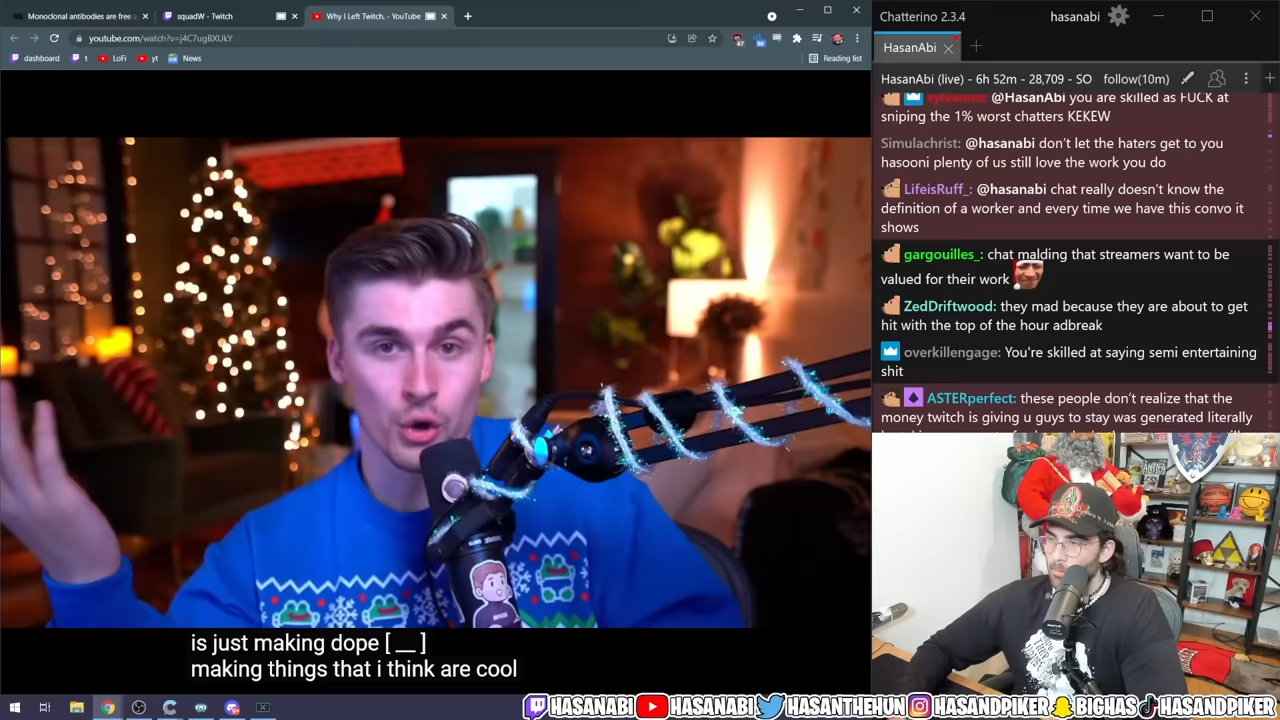 Monoclonal antibodies are free a
squadW - Twitch
Why I Left Twitch. - YouTube
Chatterino 2.3.4
hasanabi
youtube.com/watch?v=j4C7ugBXUkY
HasanAbi
dashboard
t
LoFi
yt
News
Reading list
HasanAbi (live) - 6h 52m - 28,709 - SO
follow(10m)
@HasanAbi you are skilled as FUCK at
sniping the 1% worst chatters KEKEW
Simulachrist: @hasanabi don't let the haters get to you
hasooni plenty of us still love the work you do
LifeisRuff_: @hasanabi chat really doesn't know the
definition of a worker and every time we have this convo it
shows
gargouilles_: chat malding that streamers want to be
valued for their work
ZedDriftwood: they mad because they are about to get
hit with the top of the hour adbreak
overkillengage: You're skilled at saying semi entertaining
shit
ASTERperfect: these people don't realize that the
money twitch is giving u guys to stay was generated literally
is just making dope [ __ ]
making things that i think are cool
HASANABI HASANABI HASANTHEHUN HASANDPIKER BIGHAS HASANDPIKER